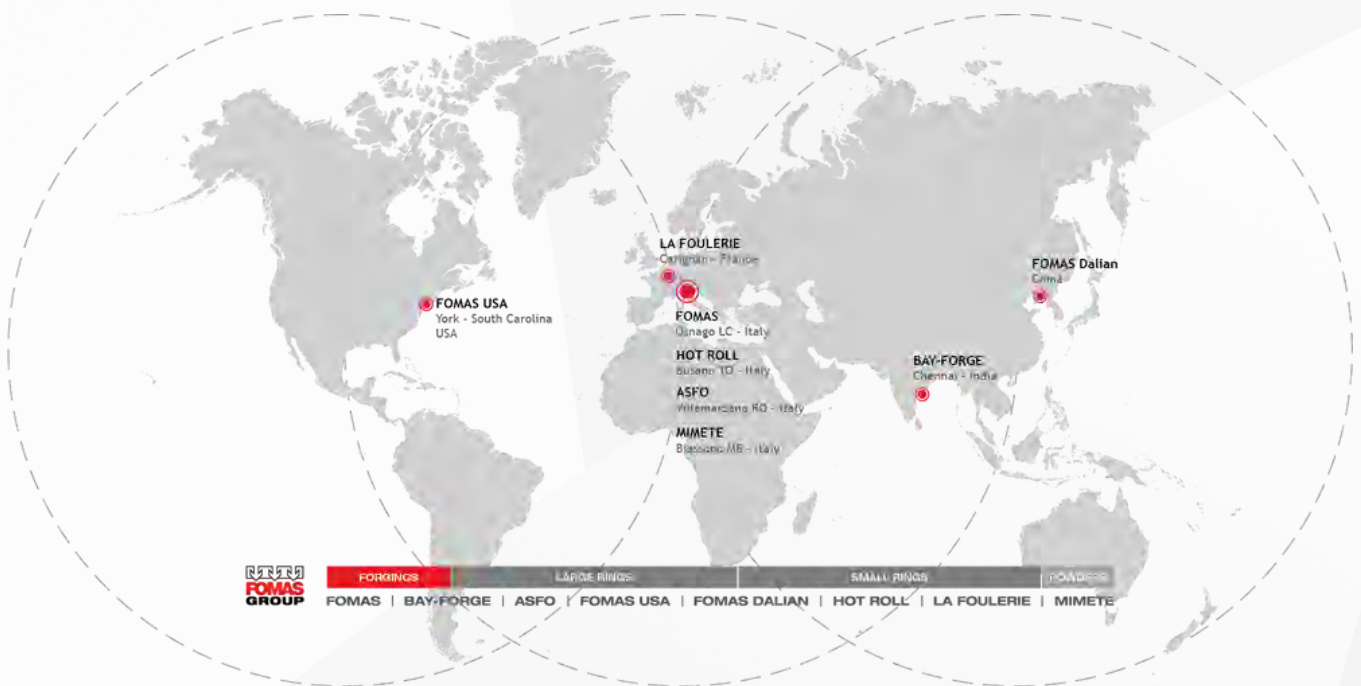 LA FOULERIE
Carignan - France
FOMAS Dalian
China
FOMAS USA
York - South Carolina
USA
FOMAS
Osnago LC - Italy
HOT ROLL
Busano TO - Italy
BAY-FORGE
Chennai - India
ASFO
Villamarzana RO - Italy
MIMETE
Biassono MB - Italy
FOMAS
GROUP
FORGINGS
LARGE RINGS
SMALL RINGS
POWDERS
FOMAS | BAY-FORGE | ASFO | FOMAS USA | FOMAS DALIAN | HOT ROLL | LA FOULERIE | MIMETE